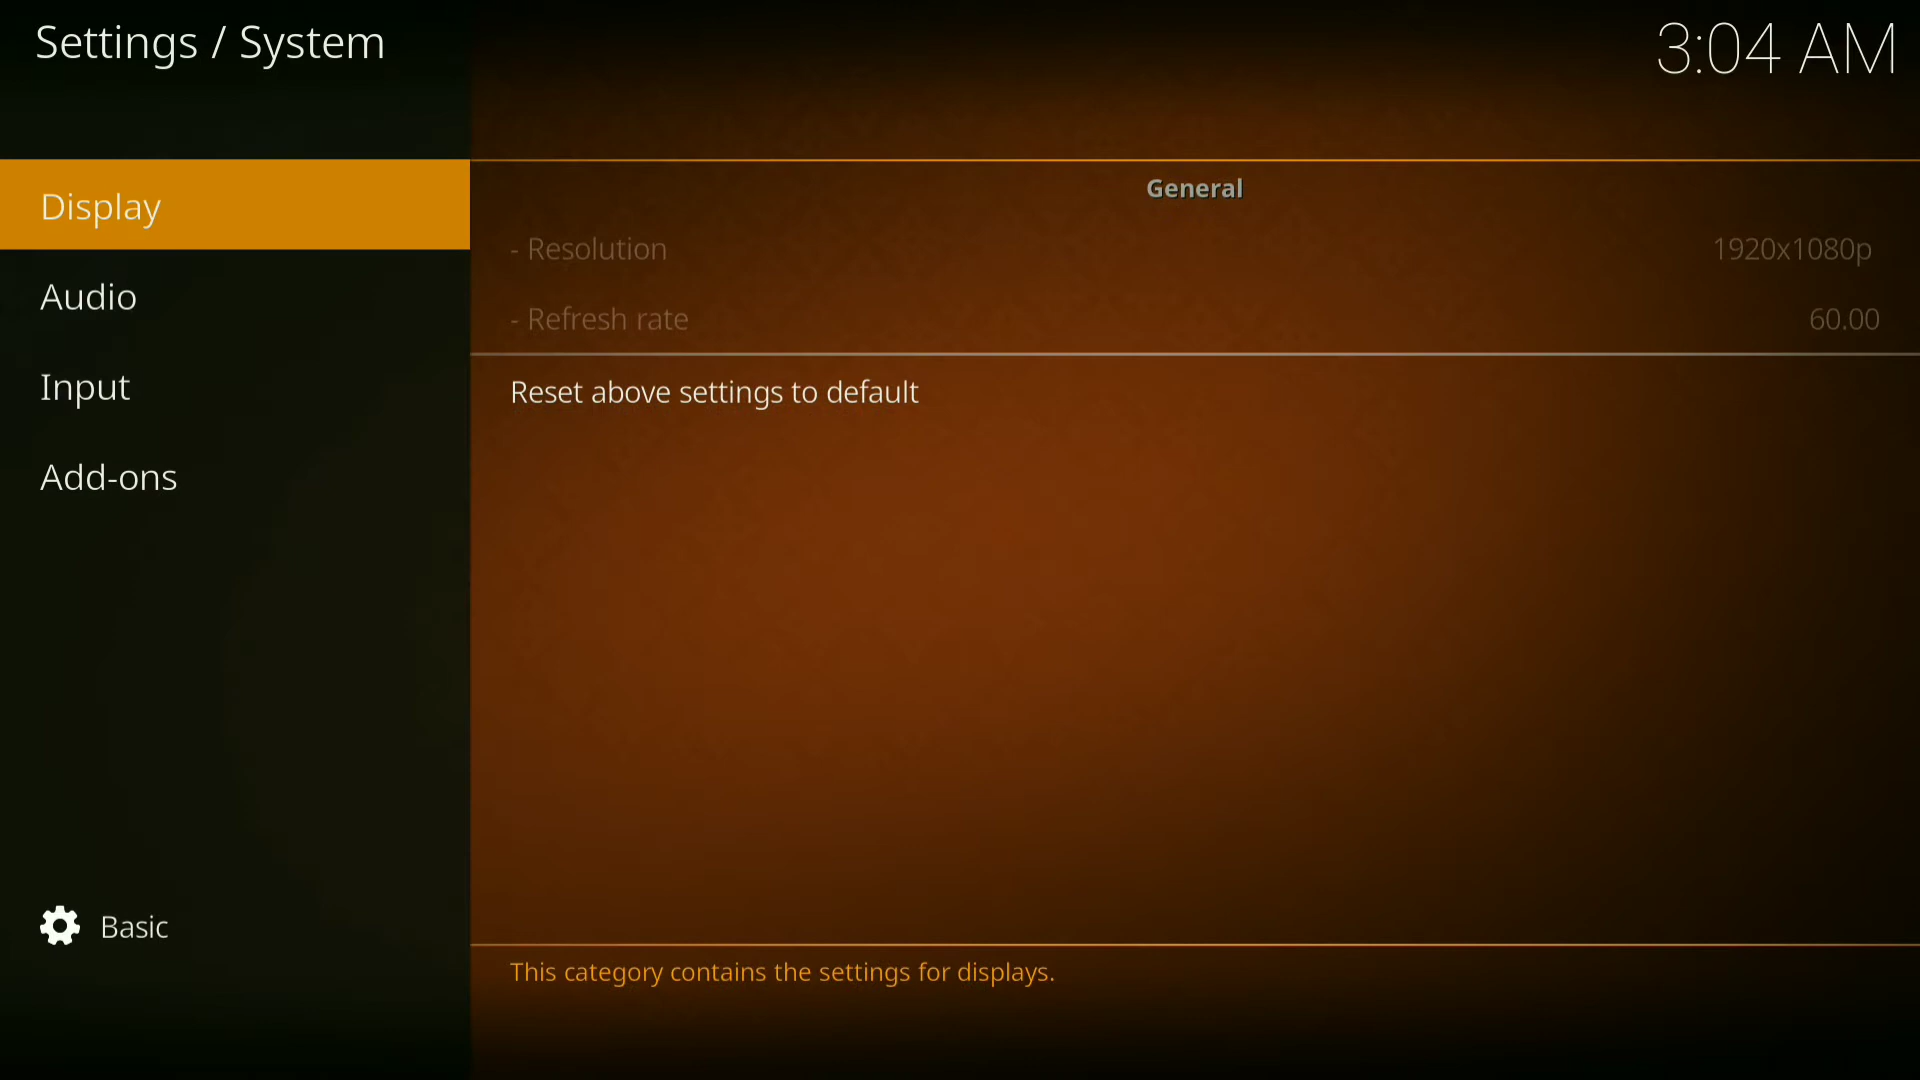 Settings / System
3:04 AM
Display
Audio
Input
Add-ons
Basic
General
- Resolution 1920x1080p
- Refresh rate 60.00
Reset above settings to default
This category contains the settings for displays.